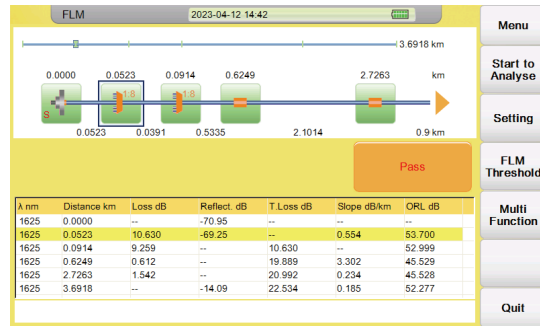 FLM 2023-04-12 14:42
3.6918 km
0.0000 0.0523 0.0914 0.6249 2.7263 km
S 1:8 1:8
0.0523 0.0391 0.5335 2.1014 0.9 km
Pass
λ nm Distance km Loss dB Reflect. dB T.Loss dB Slope dB/km ORL dB
1625 0.0000 -- -70.95 -- -- --
1625 0.0523 10.630 -69.25 -- 0.554 53.700
1625 0.0914 9.259 -- 10.630 -- 52.999
1625 0.6249 0.612 -- 19.889 3.302 45.529
1625 2.7263 1.542 -- 20.992 0.234 45.528
1625 3.6918 -- -14.09 22.534 0.185 52.277
Menu
Start to
Analyse
Setting
FLM
Threshold
Multi
Function
Quit